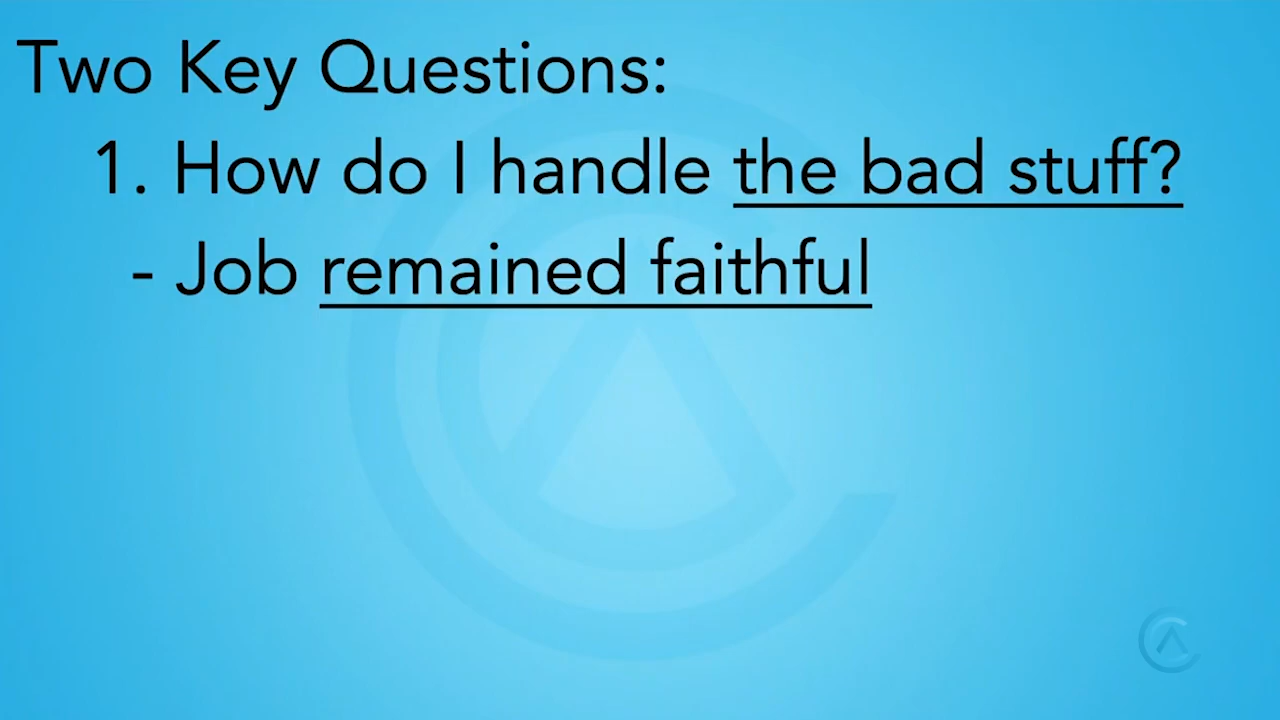 Two Key Questions:
1. How do I handle the bad stuff?
- Job remained faithful